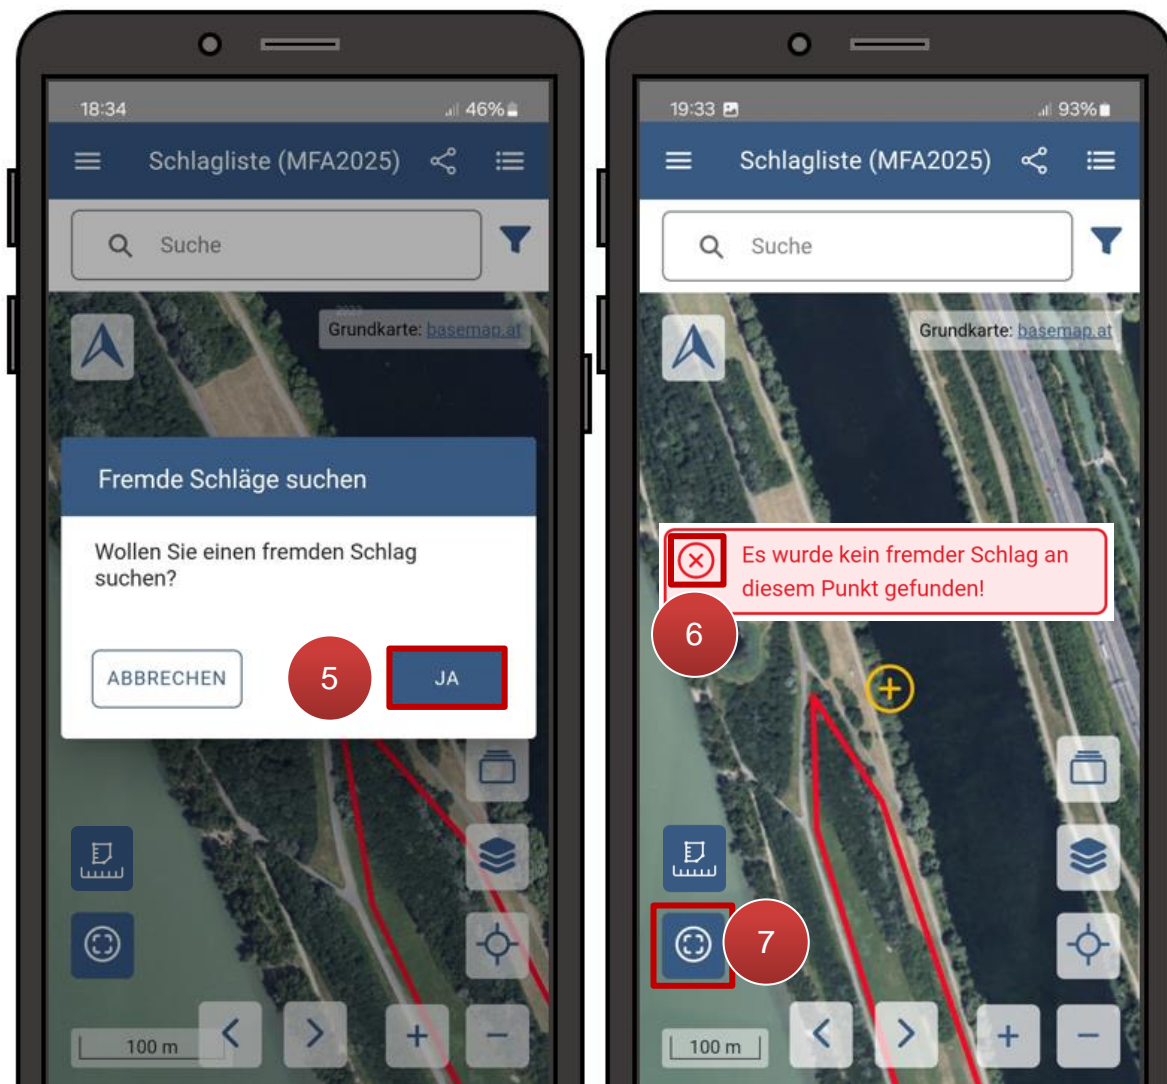 18:34
46%
Schlagliste (MFA2025)
Suche
Grundkarte: basemap.at
Fremde Schläge suchen
Wollen Sie einen fremden Schlag
suchen?
ABBRECHEN
5
JA
100 m
+
−
19:33
93%
Schlagliste (MFA2025)
Suche
Grundkarte: basemap.at
Es wurde kein fremder Schlag an
diesem Punkt gefunden!
6
7
100 m
+
−